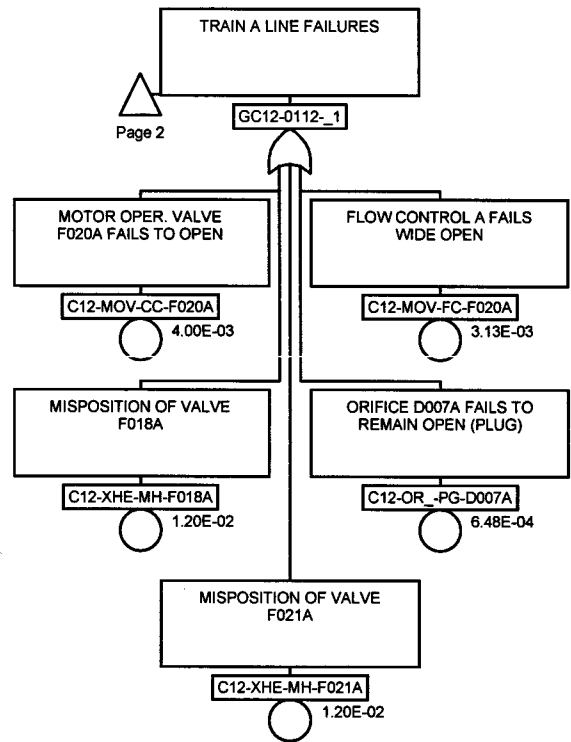 TRAIN A LINE FAILURES
Page 2
GC12-0112-_1
MOTOR OPER. VALVE
F020A FAILS TO OPEN
C12-MOV-CC-F020A
4.00E-03
FLOW CONTROL A FAILS
WIDE OPEN
C12-MOV-FC-F020A
3.13E-03
MISPOSITION OF VALVE
F018A
C12-XHE-MH-F018A
1.20E-02
ORIFICE D007A FAILS TO
REMAIN OPEN (PLUG)
C12-OR_-PG-D007A
6.48E-04
MISPOSITION OF VALVE
F021A
C12-XHE-MH-F021A
1.20E-02